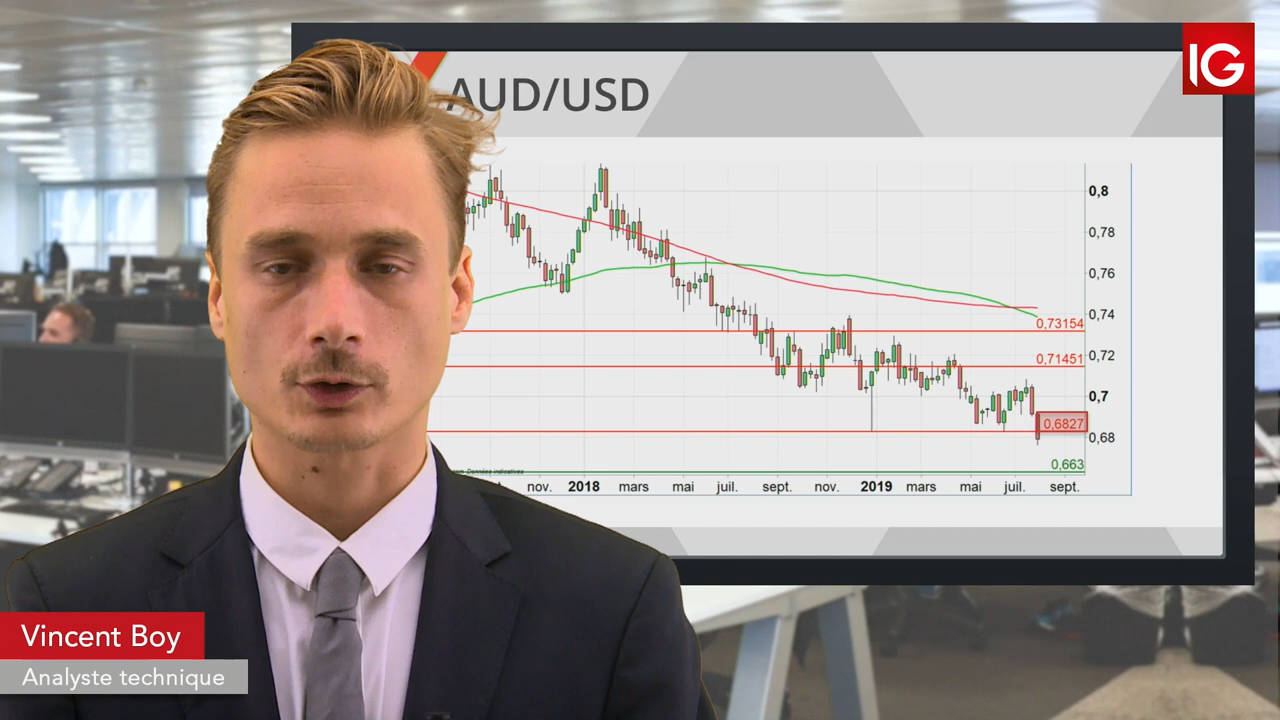 IG
AUD/USD
0,8
0,78
0,76
0,74
0,73154
0,72
0,71451
0,7
0,6827
0,68
0,663
Données indicatives
nov. 2018 mars mai juil. sept. nov. 2019 mars mai juil. sept.
Vincent Boy
Analyste technique